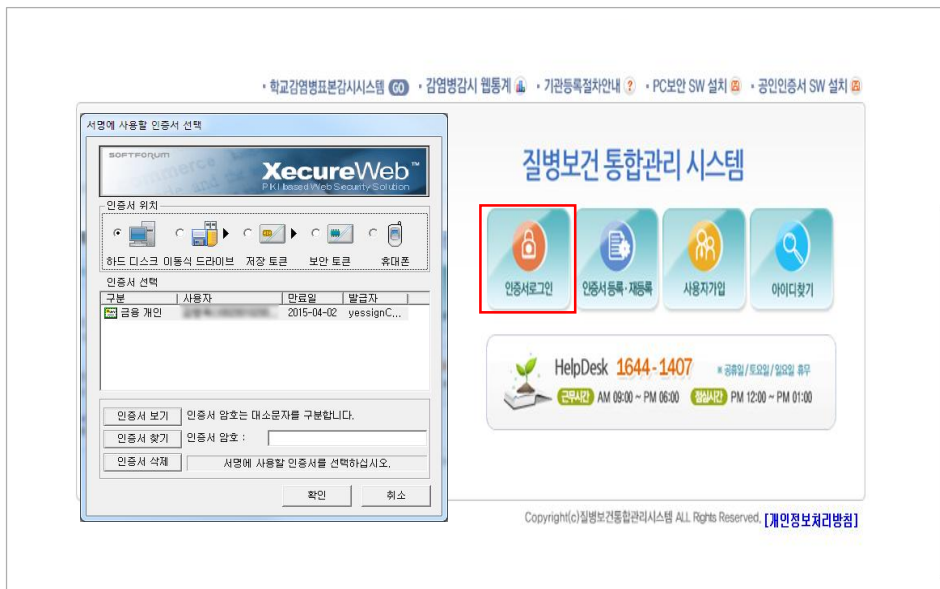 · 학교감염병표본감시시스템 GO · 감염병감시 웹통계 · 기관등록절차안내 ? · PC보안 SW 설치 · 공인인증서 SW 설치
서명에 사용할 인증서 선택
SOFTFORUM
XecureWeb™
PKI based Web Security Solution
인증서 위치
하드 디스크 이동식 드라이브 저장 토큰 보안 토큰 휴대폰
인증서 선택
구분 사용자 만료일 발급자
금융 개인 2015-04-02 yessignC...
인증서 보기 인증서 암호는 대소문자를 구분합니다.
인증서 찾기 인증서 암호 :
인증서 삭제 서명에 사용할 인증서를 선택하십시오.
확인 취소
질병보건 통합관리 시스템
인증서로그인 인증서 등록·재등록 사용자가입 아이디찾기
HelpDesk 1644-1407 * 공휴일/토요일/일요일 휴무
근무시간 AM 09:00 ~ PM 06:00 점심시간 PM 12:00 ~ PM 01:00
Copyright(c)질병보건통합관리시스템 ALL Rights Reserved. [개인정보처리방침]